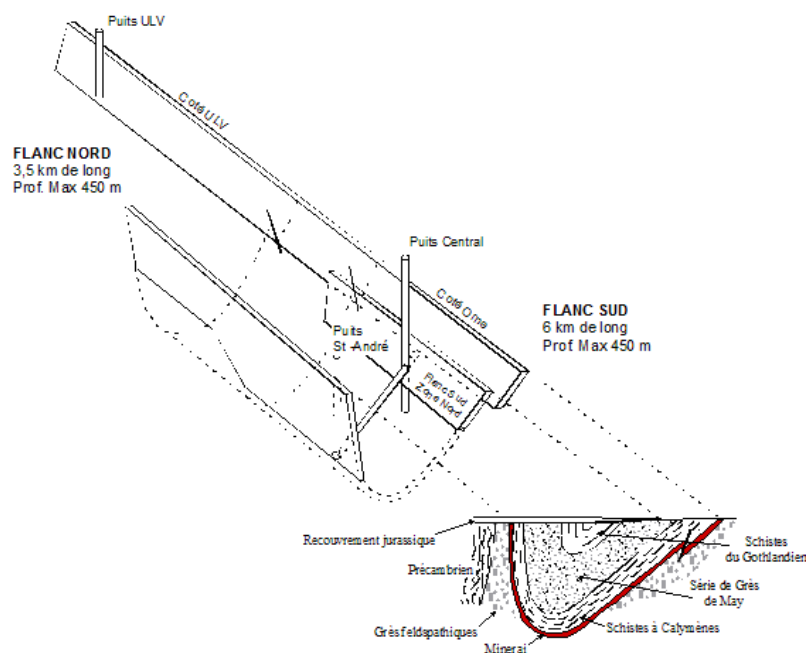 Puits ULV
Coté ULV
FLANC NORD
3,5 km de long
Prof. Max 450 m
Puits Central
Coté Orne
FLANC SUD
6 km de long
Prof Max 450 m
Puits
St -André
Flanc Sud
Zone Nord
Recouvrement jurassique
Précambrien
Grès feldspathiques
Minerai
Schistes à Calymènes
Série de Grès
de May
Schistes
du Gothlandien